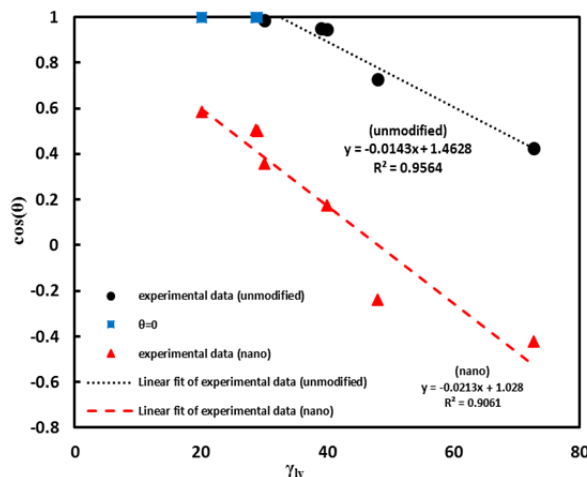 1
0.8
0.6
0.4
0.2
0
-0.2
-0.4
-0.6
-0.8
cos(θ)
(unmodified)
y = -0.0143x + 1.4628
R² = 0.9564
experimental data (unmodified)
θ=0
experimental data (nano)
Linear fit of experimental data (unmodified)
Linear fit of experimental data (nano)
(nano)
y = -0.0213x + 1.028
R² = 0.9061
0 20 40 60 80
γlv